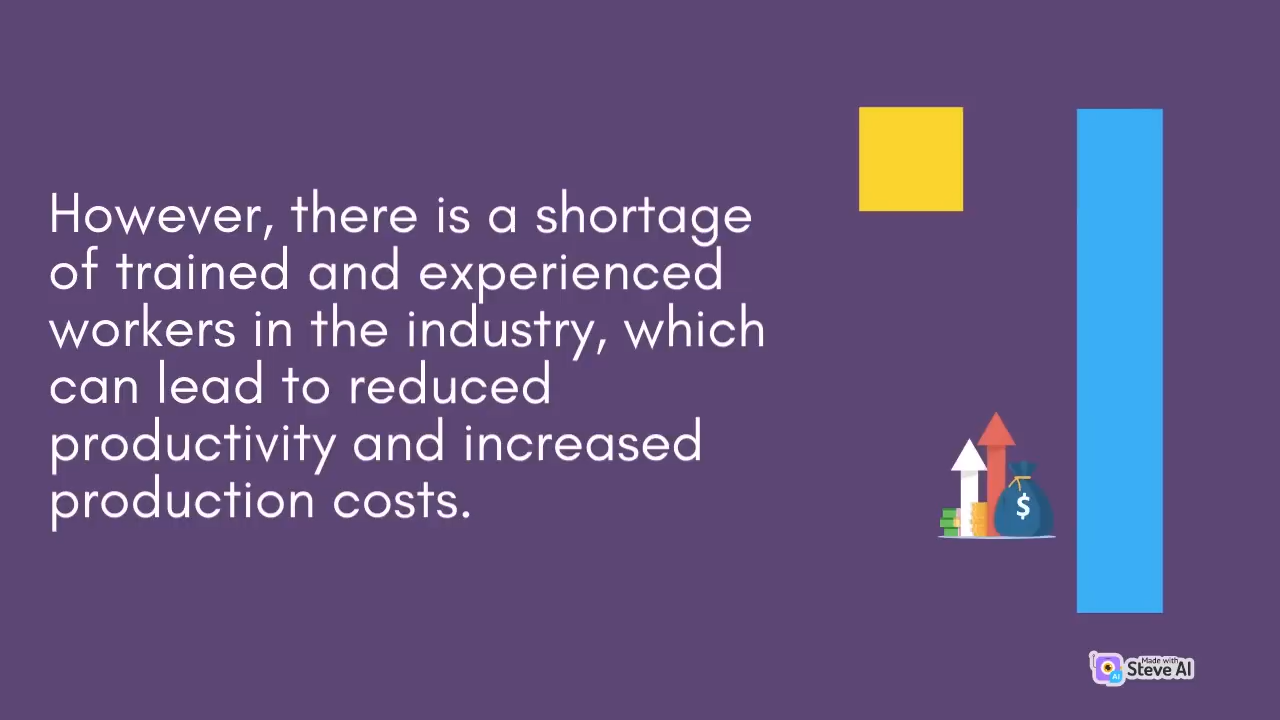 However, there is a shortage
of trained and experienced
workers in the industry, which
can lead to reduced
productivity and increased
production costs.
$
Made with
Steve AI
AI